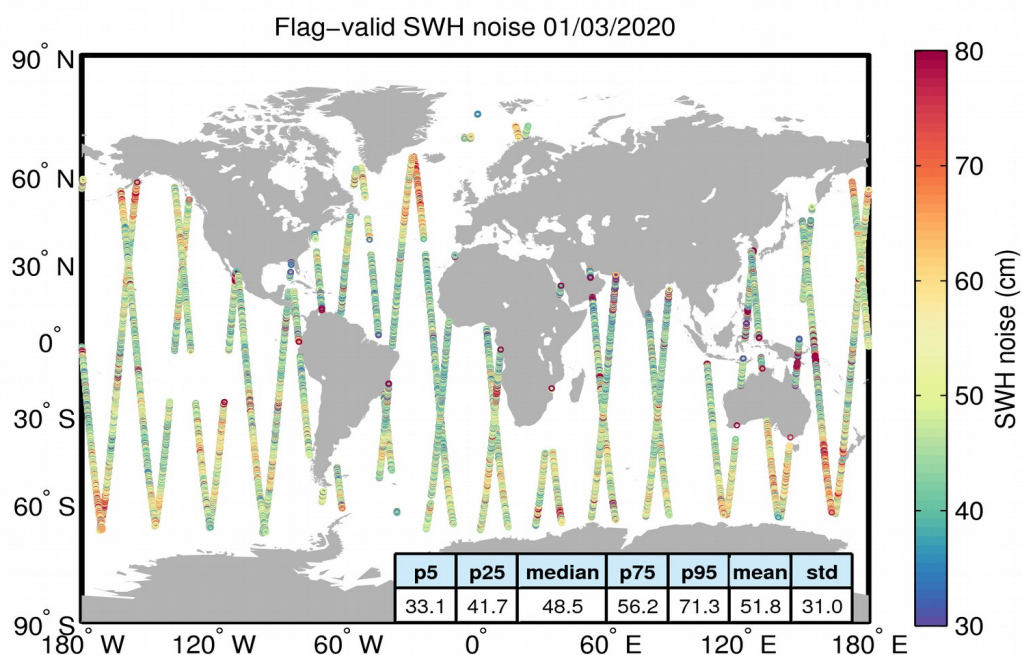 Flag−valid SWH noise 01/03/2020
90° N
60° N
30° N
0°
30° S
60° S
90° S
180° W
120° W
60° W
0°
60° E
120° E
180° E
80
70
60
50
40
30
SWH noise (cm)
p5 p25 median p75 p95 mean std
33.1 41.7 48.5 56.2 71.3 51.8 31.0